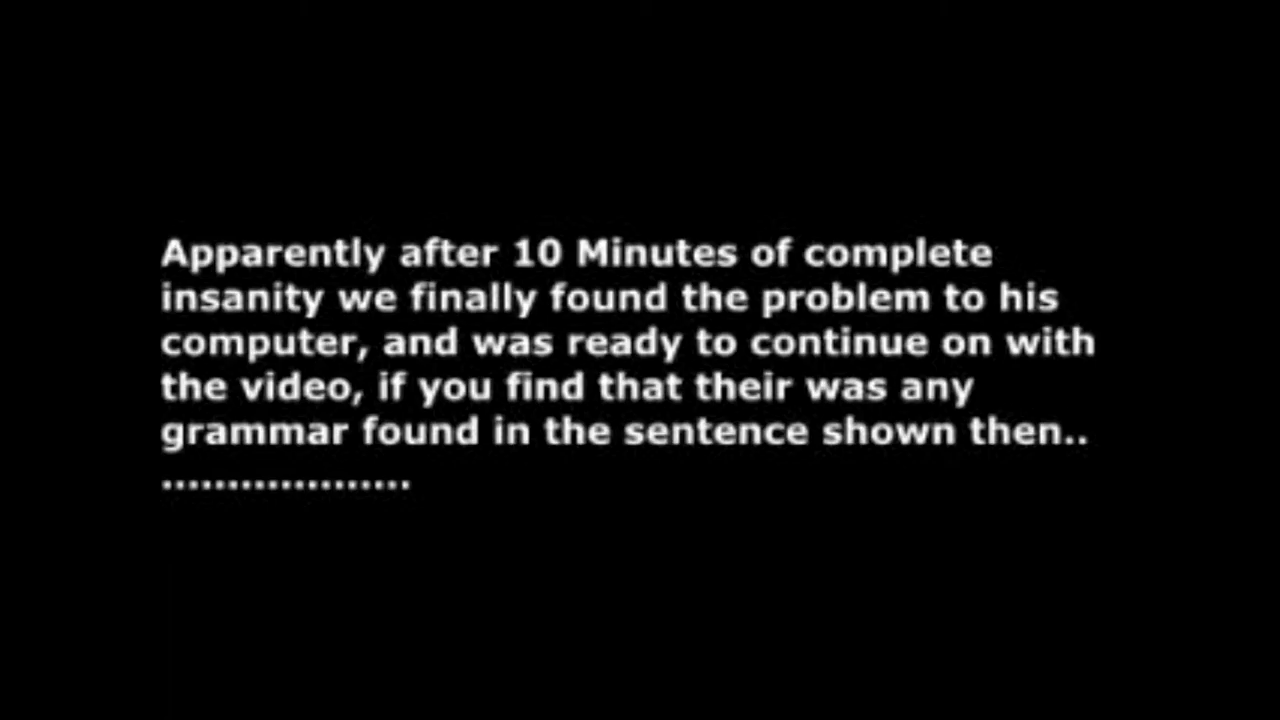 Apparently after 10 Minutes of complete
insanity we finally found the problem to his
computer, and was ready to continue on with
the video, if you find that their was any
grammar found in the sentence shown then..
...................